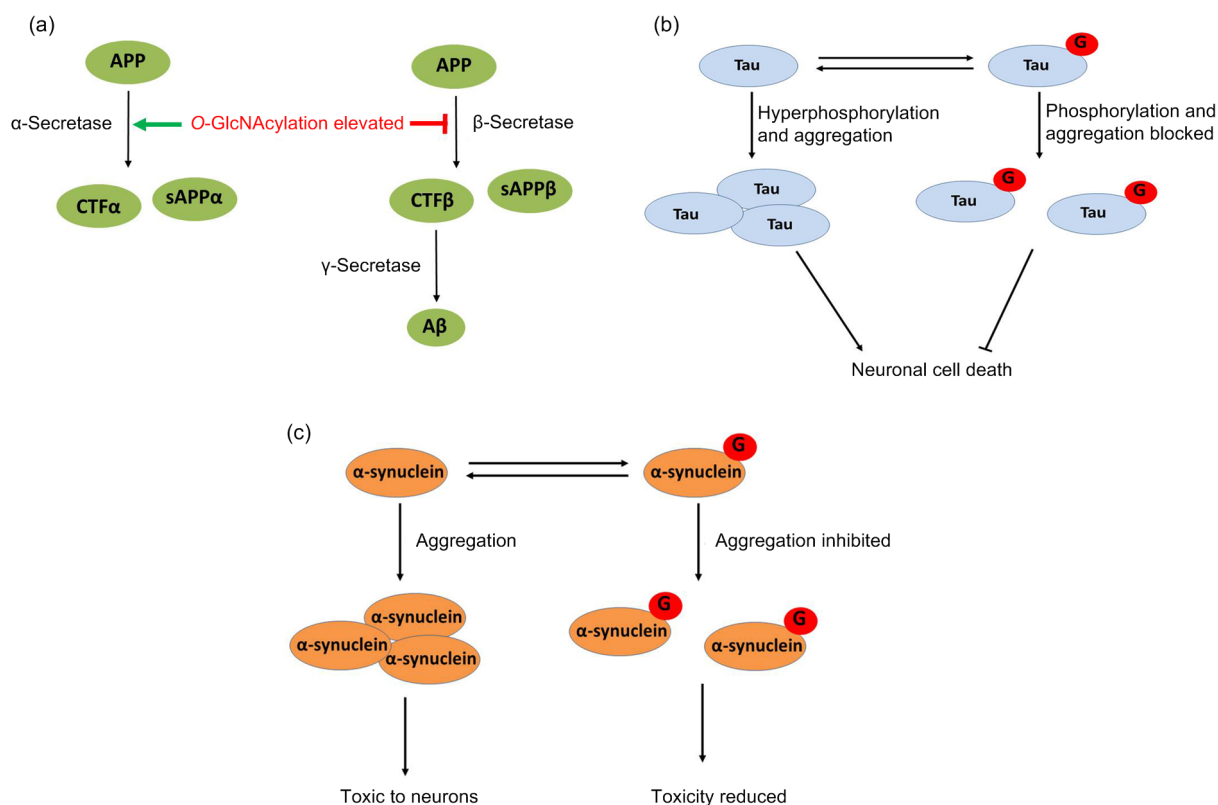 (a)
APP
APP
α-Secretase
O-GlcNAcylation elevated
β-Secretase
CTFα
sAPPα
CTFβ
sAPPβ
γ-Secretase
Aβ
(b)
Tau
Tau
G
Hyperphosphorylation
and aggregation
Phosphorylation and
aggregation blocked
Tau
Tau
Tau
Tau
G
Tau
G
Neuronal cell death
(c)
α-synuclein
α-synuclein
G
Aggregation
Aggregation inhibited
α-synuclein
α-synuclein
α-synuclein
α-synuclein
G
α-synuclein
G
Toxic to neurons
Toxicity reduced